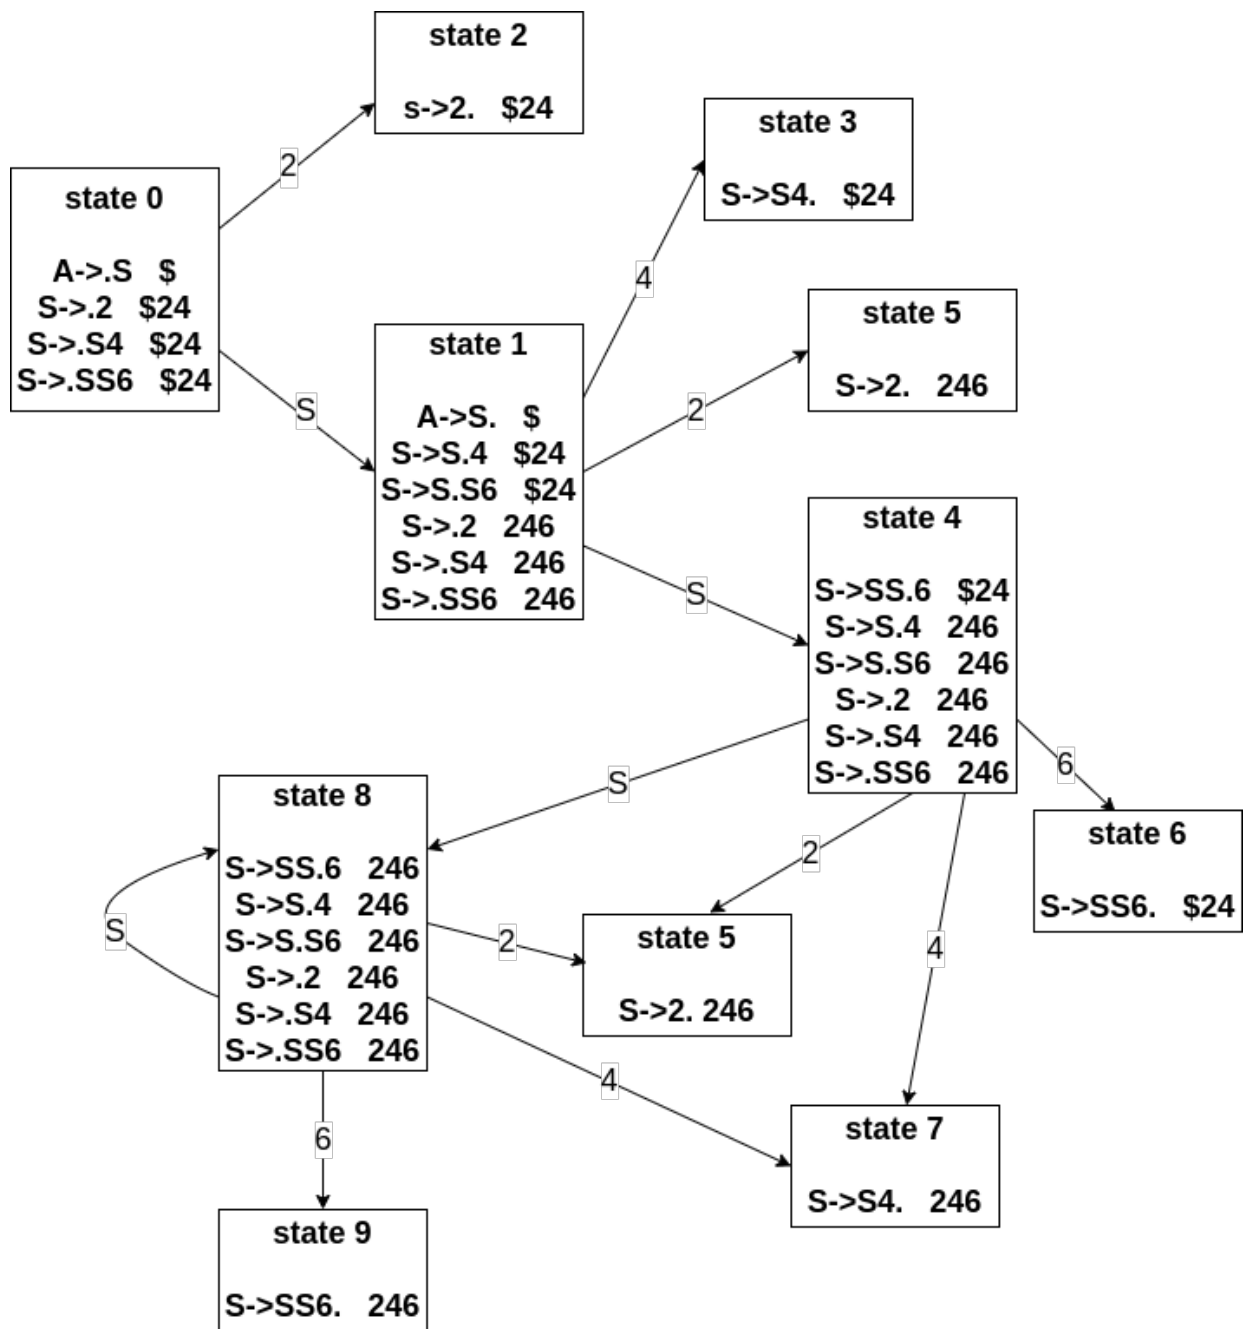 state 2
s->2. $24
2
state 0
A->.S $
S->.2 $24
S->.S4 $24
S->.SS6 $24
S
state 3
S->S4. $24
4
state 1
A->S. $
S->S.4 $24
S->S.S6 $24
S->.2 246
S->.S4 246
S->.SS6 246
2
state 5
S->2. 246
S
state 4
S->SS.6 $24
S->S.4 246
S->S.S6 246
S->.2 246
S->.S4 246
S->.SS6 246
S
2
4
6
state 6
S->SS6. $24
state 8
S->SS.6 246
S->S.4 246
S->S.S6 246
S->.2 246
S->.S4 246
S->.SS6 246
S
2
state 5
S->2. 246
4
state 7
S->S4. 246
6
state 9
S->SS6. 246